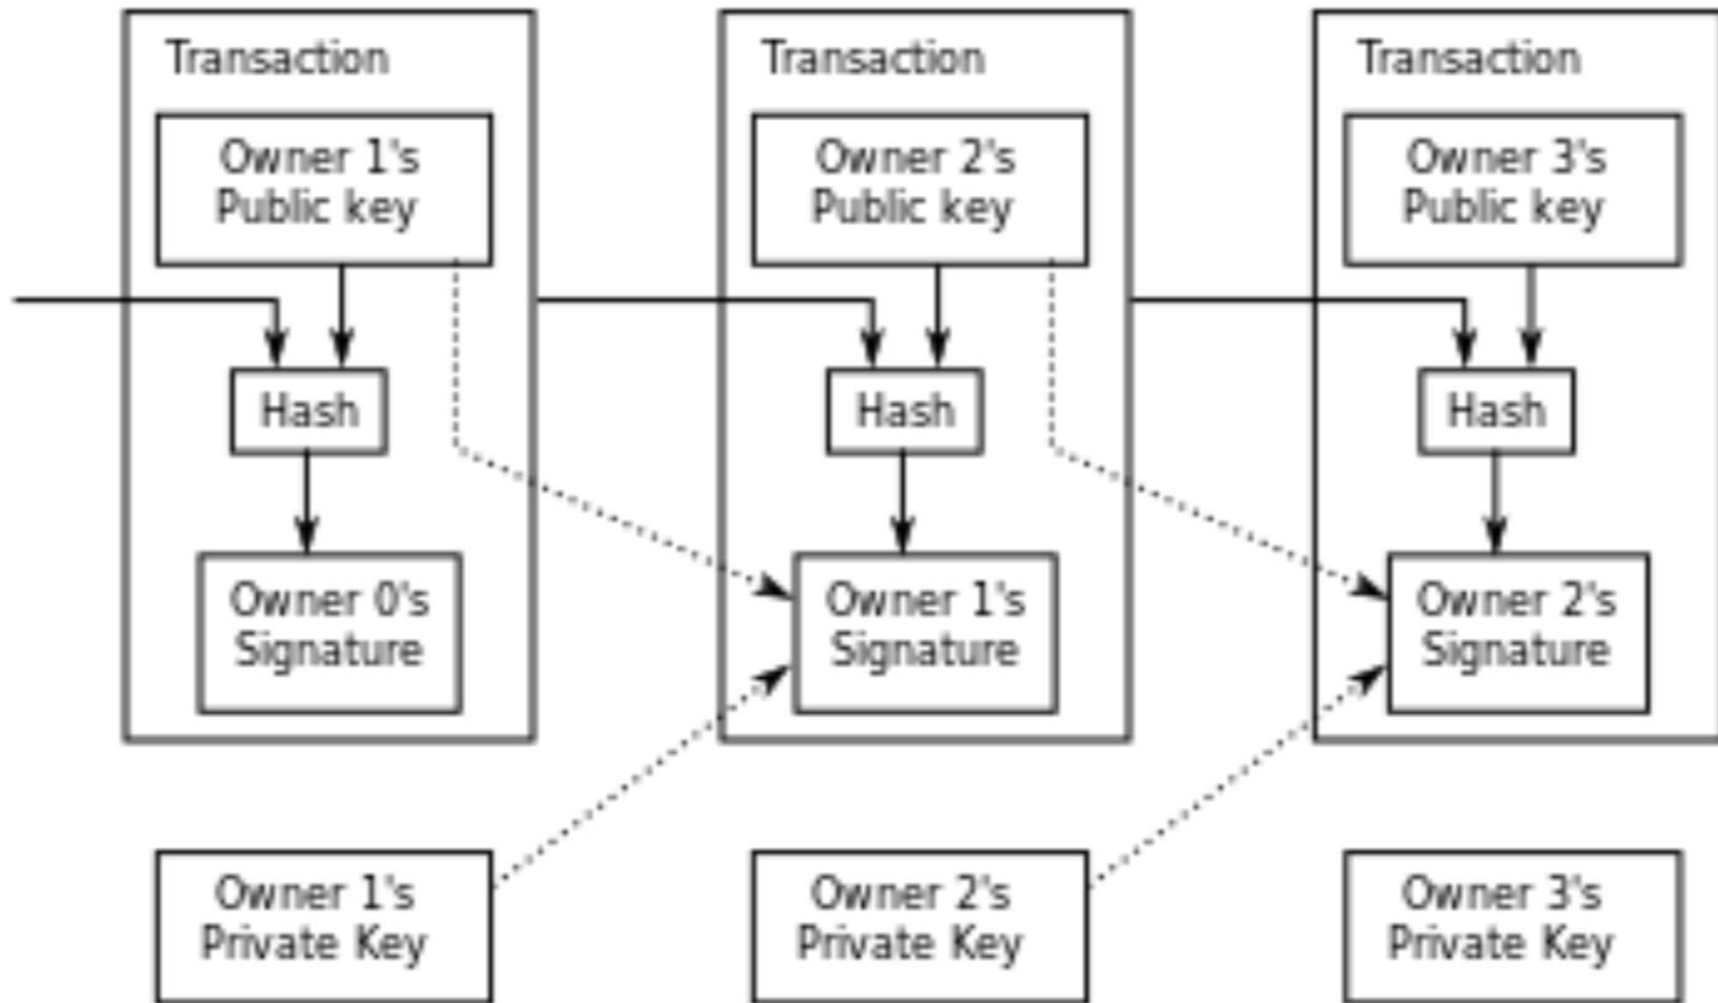 Transaction
Owner 1's
Public key
Hash
Owner 0's
Signature
Transaction
Owner 2's
Public key
Hash
Owner 1's
Signature
Transaction
Owner 3's
Public key
Hash
Owner 2's
Signature
Owner 1's
Private Key
Owner 2's
Private Key
Owner 3's
Private Key